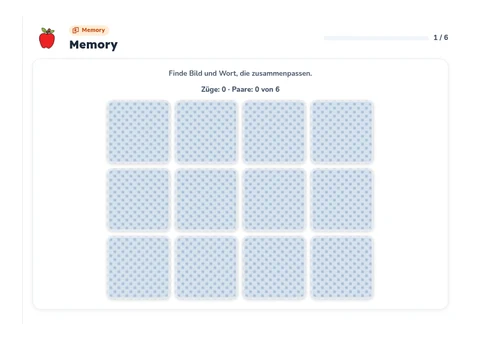 Memory
Memory
1 / 6
Finde Bild und Wort, die zusammenpassen.
Züge: 0 · Paare: 0 von 6